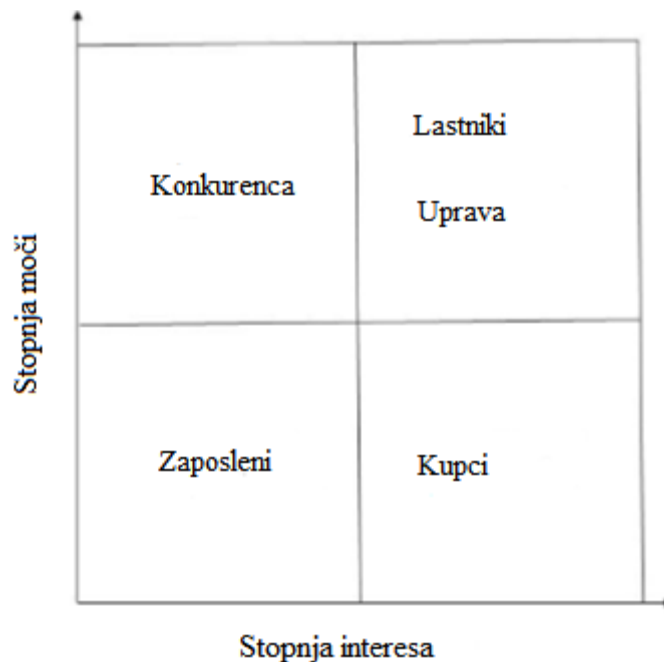 Lastniki
Konkurenca
Uprava
Stopnja moči
Zaposleni
Kupci
Stopnja interesa